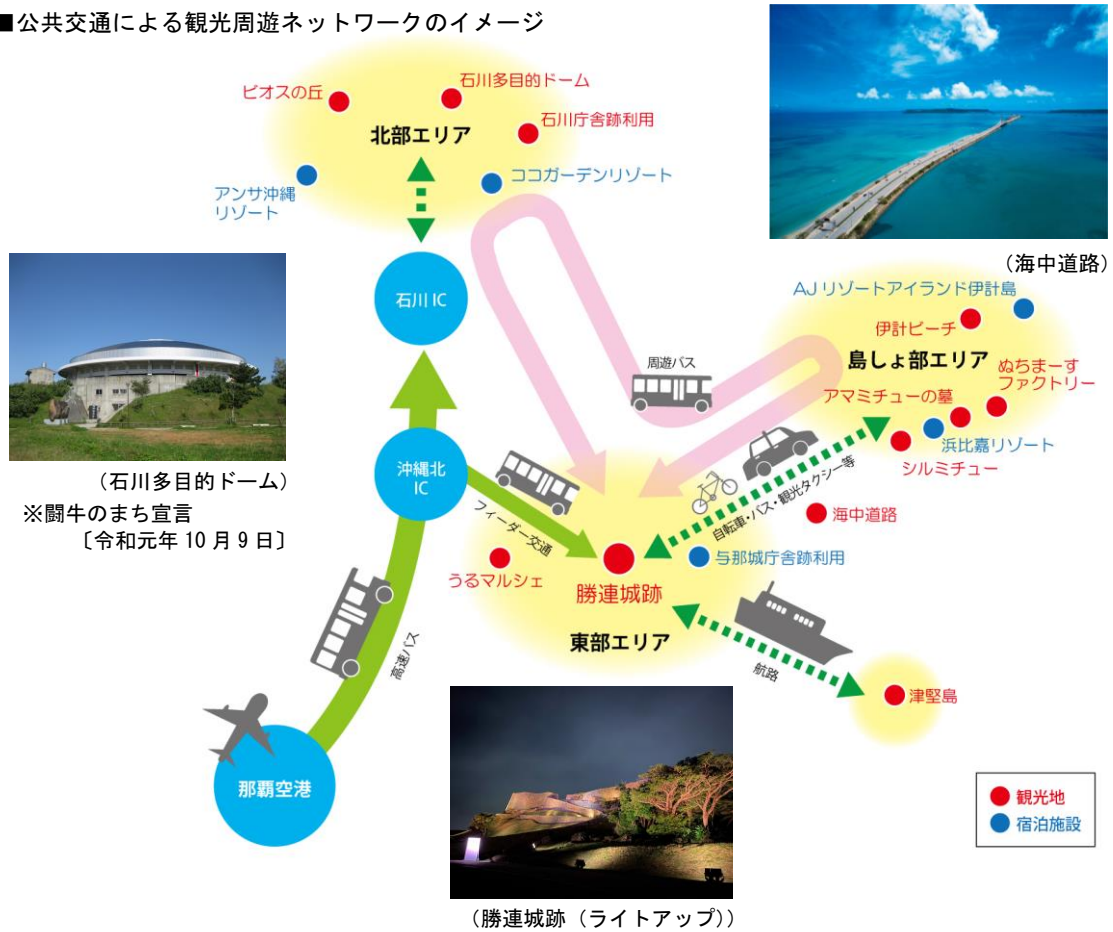 ■公共交通による観光周遊ネットワークのイメージ
ビオスの丘
石川多目的ドーム
石川庁舎跡利用
北部エリア
アンサ沖縄
リゾート
ココガーデンリゾート
(海中道路)
石川IC
AJリゾートアイランド伊計島
伊計ビーチ
島しょ部エリア
ぬちまーす
ファクトリー
アマミチューの墓
浜比嘉リゾート
シルミチュー
周遊バス
(石川多目的ドーム)
※闘牛のまち宣言
〔令和元年10月9日〕
沖縄北
IC
フィーダー交通
自転車・バス・観光タクシー等
海中道路
うるマルシェ
勝連城跡
与那城庁舎跡利用
東部エリア
高速バス
航路
津堅島
那覇空港
観光地
宿泊施設
(勝連城跡(ライトアップ))